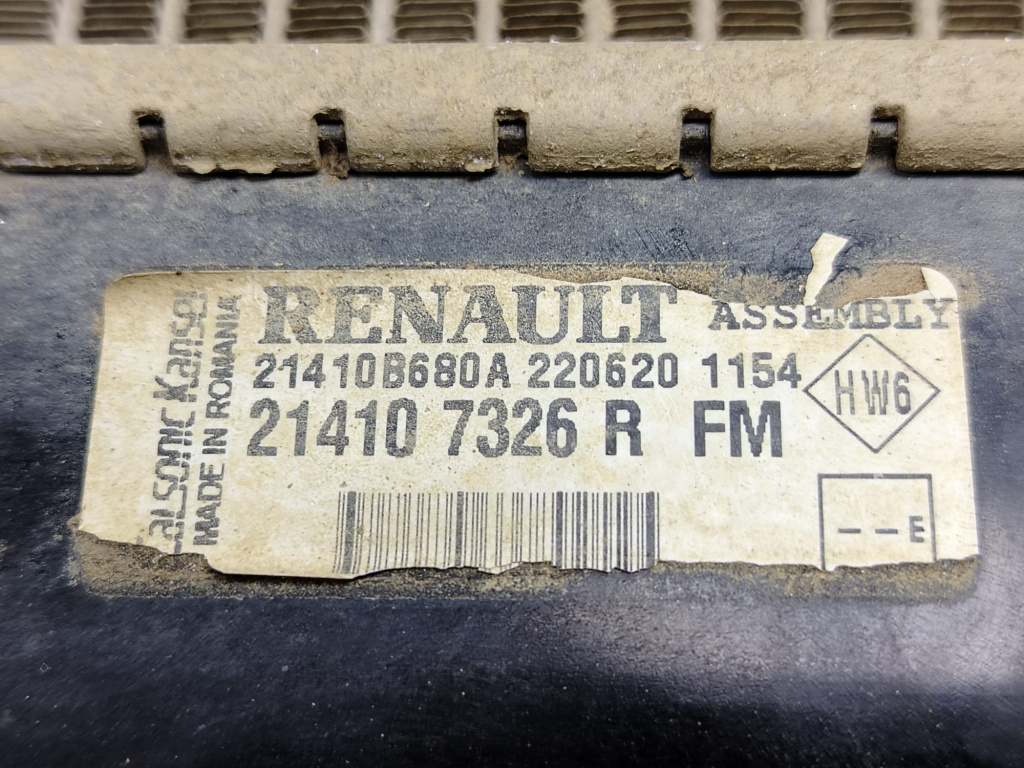 RENAULT ASSEMBLY
21410B680A 220620 1154
21410 7326 R FM
HW6
--E
CalsonicKansei
MADE IN ROMANIA